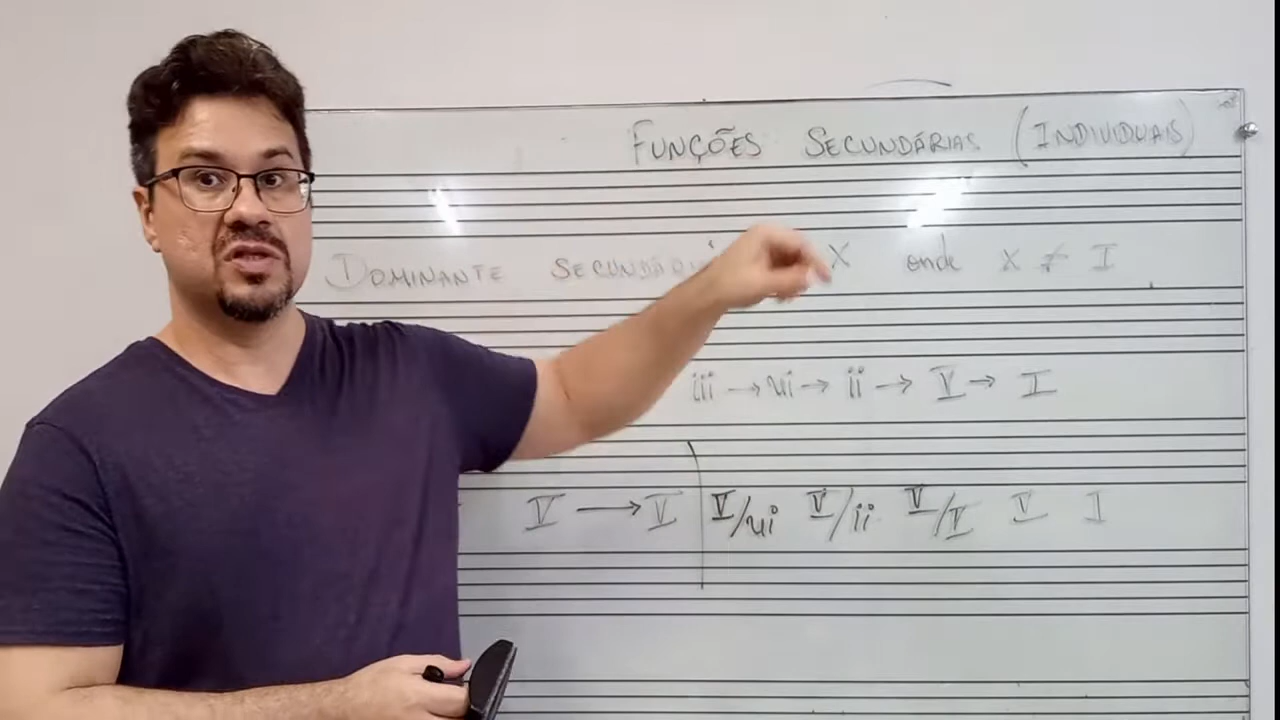 FUNÇÕES SECUNDÁRIAS (INDIVIDUAIS)
DOMINANTE X onde X ≠ I
iii → vi → ii → V → I
V → V V/vi V/ii V/V V I